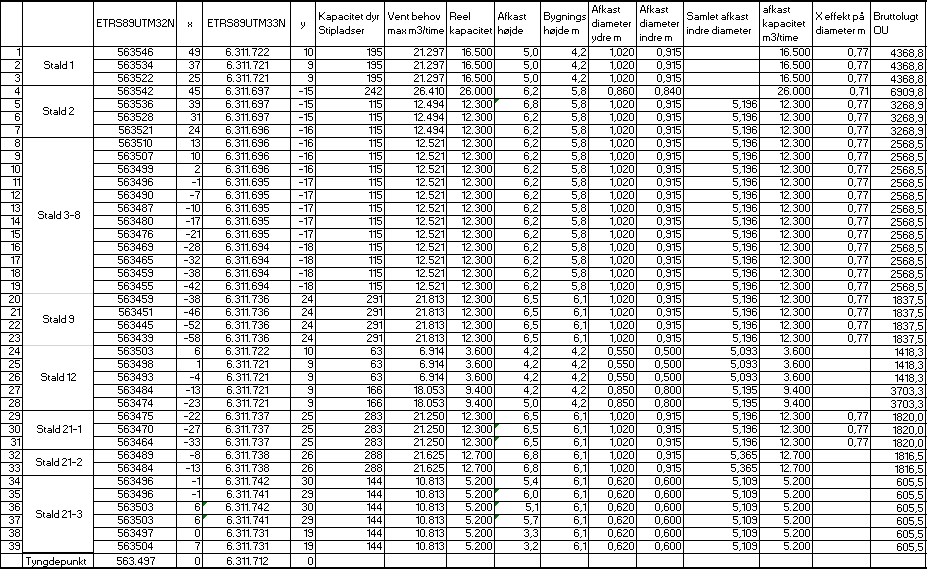 ETRS89UTM32N x ETRS89UTM33N y Kapacitet dyr Stipladser Vent behov max m3/time Reel kapacitet Afkast højde Bygnings højde m Afkast diameter ydre m Afkast diameter indre m Samlet afkast indre diameter afkast kapacitet m3/time X effekt på diameter m Bruttolugt OU
1 Stald 1 563546 49 6.311.722 10 195 21.297 16.500 5,0 4,2 1,020 0,915 16.500 0,77 4368,8
2 563534 37 6.311.721 9 195 21.297 16.500 5,0 4,2 1,020 0,915 16.500 0,77 4368,8
3 563522 25 6.311.721 9 195 21.297 16.500 5,0 4,2 1,020 0,915 16.500 0,77 4368,8
4 Stald 2 563542 45 6.311.697 -15 242 26.410 26.000 6,2 5,8 0,860 0,840 26.000 0,71 6909,8
5 563536 39 6.311.697 -15 115 12.494 12.300 6,8 5,8 1,020 0,915 5,196 12.300 0,77 3268,9
6 563528 31 6.311.697 -15 115 12.494 12.300 6,2 5,8 1,020 0,915 5,196 12.300 0,77 3268,9
7 563521 24 6.311.696 -16 115 12.494 12.300 6,2 5,8 1,020 0,915 5,196 12.300 0,77 3268,9
8 Stald 3-8 563510 13 6.311.696 -16 115 12.521 12.300 6,2 5,8 1,020 0,915 5,196 12.300 0,77 2568,5
9 563507 10 6.311.696 -16 115 12.521 12.300 6,2 5,8 1,020 0,915 5,196 12.300 0,77 2568,5
10 563499 2 6.311.696 -16 115 12.521 12.300 6,2 5,8 1,020 0,915 5,196 12.300 0,77 2568,5
11 563496 -1 6.311.695 -17 115 12.521 12.300 6,2 5,8 1,020 0,915 5,196 12.300 0,77 2568,5
12 563490 -7 6.311.695 -17 115 12.521 12.300 6,2 5,8 1,020 0,915 5,196 12.300 0,77 2568,5
13 563487 -10 6.311.695 -17 115 12.521 12.300 6,2 5,8 1,020 0,915 5,196 12.300 0,77 2568,5
14 563480 -17 6.311.695 -17 115 12.521 12.300 6,2 5,8 1,020 0,915 5,196 12.300 0,77 2568,5
15 563476 -21 6.311.695 -17 115 12.521 12.300 6,2 5,8 1,020 0,915 5,196 12.300 0,77 2568,5
16 563469 -28 6.311.694 -18 115 12.521 12.300 6,2 5,8 1,020 0,915 5,196 12.300 0,77 2568,5
17 563465 -32 6.311.694 -18 115 12.521 12.300 6,2 5,8 1,020 0,915 5,196 12.300 0,77 2568,5
18 563459 -38 6.311.694 -18 115 12.521 12.300 6,2 5,8 1,020 0,915 5,196 12.300 0,77 2568,5
19 563455 -42 6.311.694 -18 115 12.521 12.300 6,2 5,8 1,020 0,915 5,196 12.300 0,77 2568,5
20 Stald 9 563459 -38 6.311.736 24 291 21.813 12.300 6,5 6,1 1,020 0,915 5,196 12.300 0,77 1837,5
21 563451 -46 6.311.736 24 291 21.813 12.300 6,5 6,1 1,020 0,915 5,196 12.300 0,77 1837,5
22 563445 -52 6.311.736 24 291 21.813 12.300 6,5 6,1 1,020 0,915 5,196 12.300 0,77 1837,5
23 563439 -58 6.311.736 24 291 21.813 12.300 6,5 6,1 1,020 0,915 5,196 12.300 0,77 1837,5
24 Stald 12 563503 6 6.311.722 10 63 6.914 3.600 4,2 4,2 0,550 0,500 5,093 3.600 1418,3
25 563498 1 6.311.721 9 63 6.914 3.600 4,2 4,2 0,550 0,500 5,093 3.600 1418,3
26 563493 -4 6.311.721 9 63 6.914 3.600 4,2 4,2 0,550 0,500 5,093 3.600 1418,3
27 563484 -13 6.311.721 9 166 18.053 9.400 4,2 4,2 0,850 0,800 5,195 9.400 3703,3
28 563474 -23 6.311.721 9 166 18.053 9.400 5,0 4,2 0,850 0,800 5,195 9.400 3703,3
29 Stald 21-1 563475 -22 6.311.737 25 283 21.250 12.300 6,5 6,1 1,020 0,915 5,196 12.300 0,77 1820,0
30 563470 -27 6.311.737 25 283 21.250 12.300 6,5 6,1 1,020 0,915 5,196 12.300 0,77 1820,0
31 563464 -33 6.311.737 25 283 21.250 12.300 6,5 6,1 1,020 0,915 5,196 12.300 0,77 1820,0
32 Stald 21-2 563489 -8 6.311.738 26 288 21.625 12.700 6,8 6,1 1,020 0,915 5,365 12.700 1816,5
33 563484 -13 6.311.738 26 288 21.625 12.700 6,8 6,1 1,020 0,915 5,365 12.700 1816,5
34 Stald 21-3 563496 -1 6.311.742 30 144 10.813 5.200 5,4 6,1 0,620 0,600 5,109 5.200 605,5
35 563496 -1 6.311.741 29 144 10.813 5.200 6,0 6,1 0,620 0,600 5,109 5.200 605,5
36 563503 6 6.311.742 30 144 10.813 5.200 5,1 6,1 0,620 0,600 5,109 5.200 605,5
37 563503 6 6.311.741 29 144 10.813 5.200 5,7 6,1 0,620 0,600 5,109 5.200 605,5
38 563497 0 6.311.731 19 144 10.813 5.200 3,3 6,1 0,620 0,600 5,109 5.200 605,5
39 563504 7 6.311.731 19 144 10.813 5.200 3,2 6,1 0,620 0,600 5,109 5.200 605,5
Tyngdepunkt 563.497 0 6.311.712 0